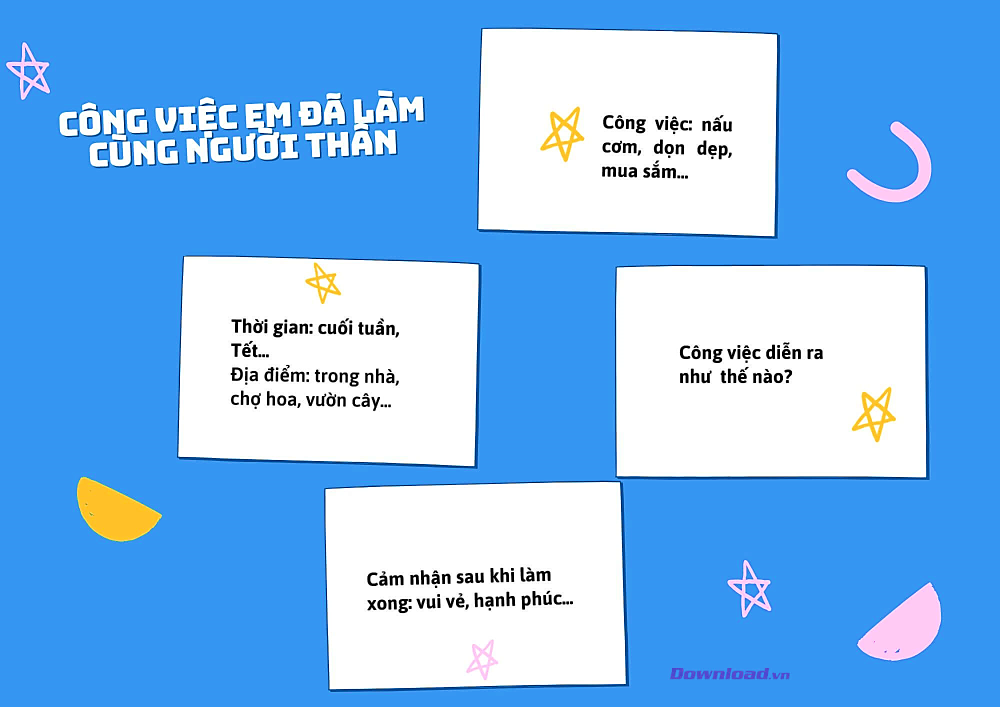 CÔNG VIỆC EM ĐÃ LÀM
CÙNG NGƯỜI THÂN
Công việc: nấu
cơm, dọn dẹp,
mua sắm...
Thời gian: cuối tuần,
Tết...
Địa điểm: trong nhà,
chợ hoa, vườn cây...
Công việc diễn ra
như thế nào?
Cảm nhận sau khi làm
xong: vui vẻ, hạnh phúc...
Download.vn